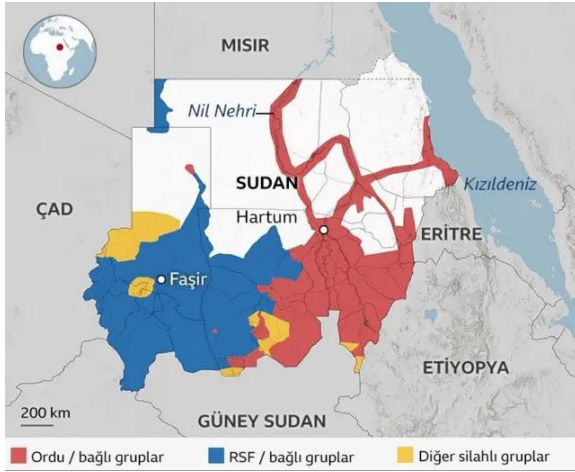 MISIR
Nil Nehri
SUDAN
Kızıldeniz
ÇAD
Hartum
ERİTRE
Faşir
ETİYOPYA
200 km
GÜNEY SUDAN
Ordu / bağlı gruplar
RSF / bağlı gruplar
Diğer silahlı gruplar